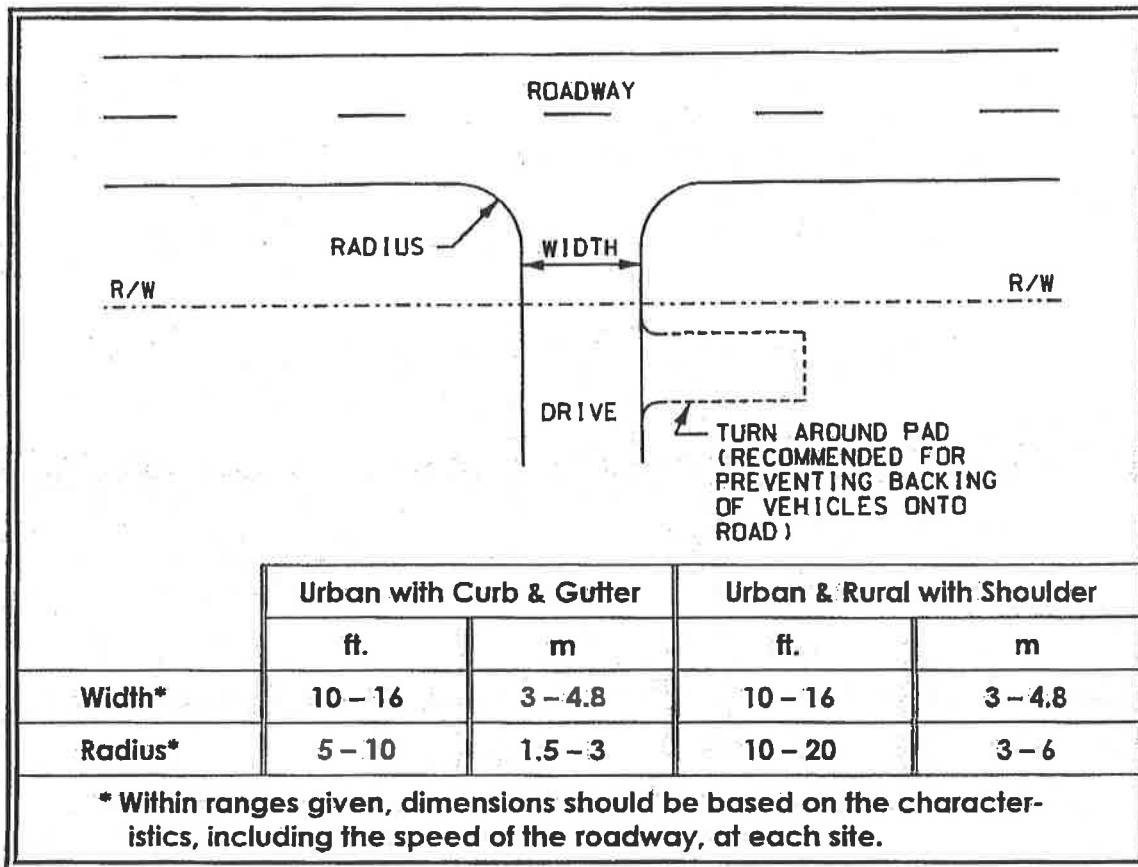 ROADWAY
RADIUS
WIDTH
R/W
R/W
DRIVE
TURN AROUND PAD
(RECOMMENDED FOR
PREVENTING BACKING
OF VEHICLES ONTO
ROAD)
Urban with Curb & Gutter Urban & Rural with Shoulder
ft. m ft. m
Width* 10 – 16 3 – 4.8 10 – 16 3 – 4.8
Radius* 5 – 10 1.5 – 3 10 – 20 3 – 6
* Within ranges given, dimensions should be based on the character-
istics, including the speed of the roadway, at each site.